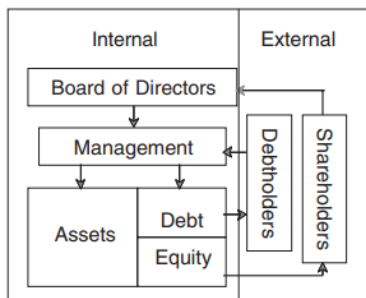 Internal
External
Board of Directors
Management
Debtholders
Shareholders
Assets
Debt
Equity